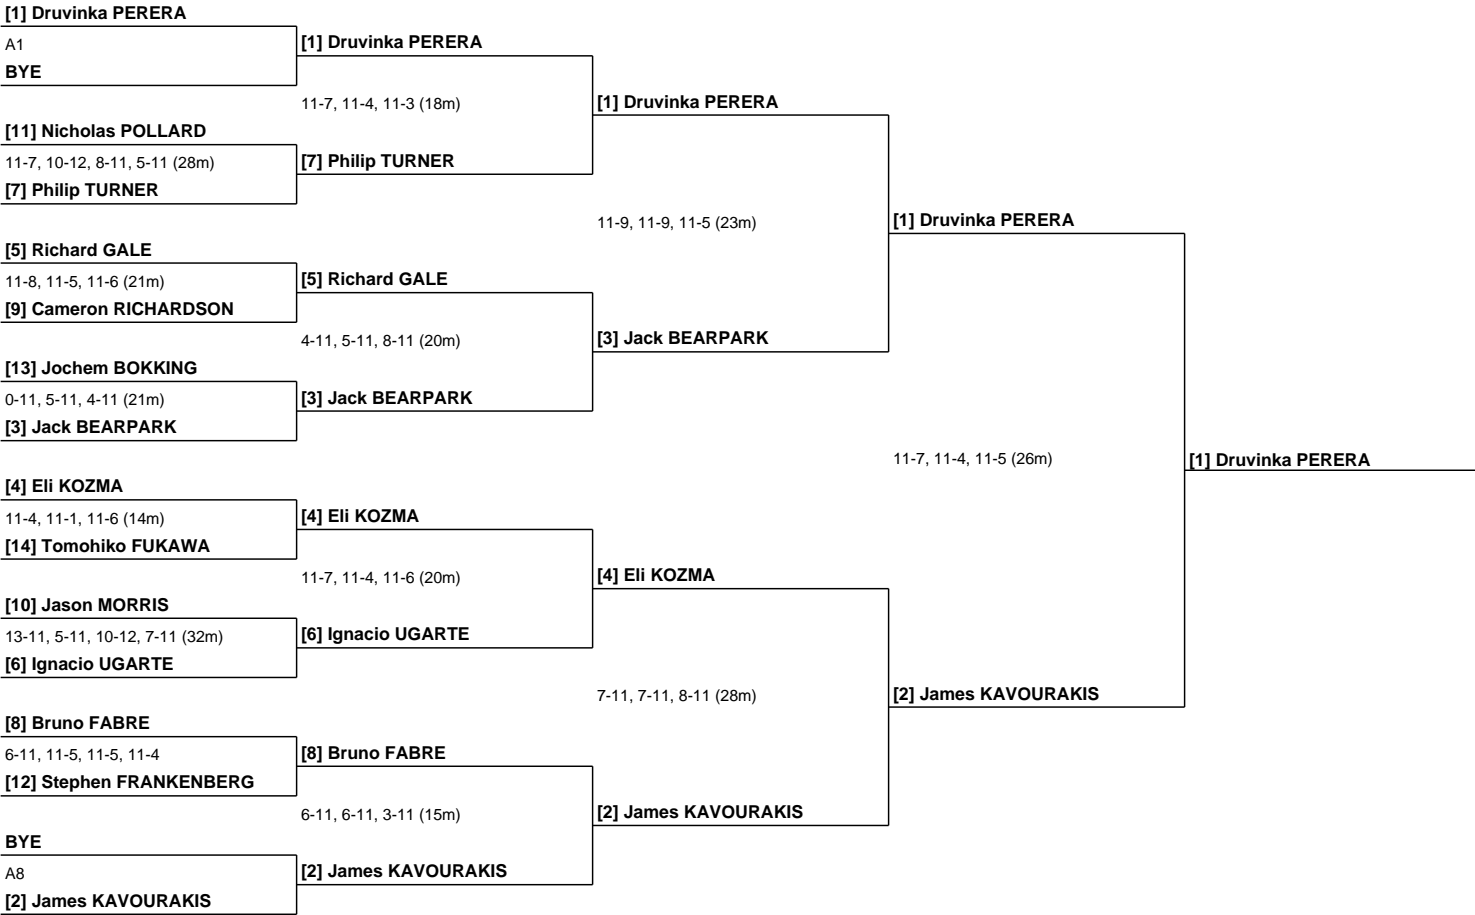 [1] Druvinka PERERA
A1
BYE
[11] Nicholas POLLARD
11-7, 10-12, 8-11, 5-11 (28m)
[7] Philip TURNER
[5] Richard GALE
11-8, 11-5, 11-6 (21m)
[9] Cameron RICHARDSON
[13] Jochem BOKKING
0-11, 5-11, 4-11 (21m)
[3] Jack BEARPARK
[4] Eli KOZMA
11-4, 11-1, 11-6 (14m)
[14] Tomohiko FUKAWA
[10] Jason MORRIS
13-11, 5-11, 10-12, 7-11 (32m)
[6] Ignacio UGARTE
[8] Bruno FABRE
6-11, 11-5, 11-5, 11-4
[12] Stephen FRANKENBERG
BYE
A8
[2] James KAVOURAKIS
[1] Druvinka PERERA
11-7, 11-4, 11-3 (18m)
[7] Philip TURNER
[5] Richard GALE
4-11, 5-11, 8-11 (20m)
[3] Jack BEARPARK
[4] Eli KOZMA
11-7, 11-4, 11-6 (20m)
[6] Ignacio UGARTE
[8] Bruno FABRE
6-11, 6-11, 3-11 (15m)
[2] James KAVOURAKIS
[1] Druvinka PERERA
11-9, 11-9, 11-5 (23m)
[3] Jack BEARPARK
[4] Eli KOZMA
7-11, 7-11, 8-11 (28m)
[2] James KAVOURAKIS
[1] Druvinka PERERA
11-7, 11-4, 11-5 (26m)
[2] James KAVOURAKIS
[1] Druvinka PERERA